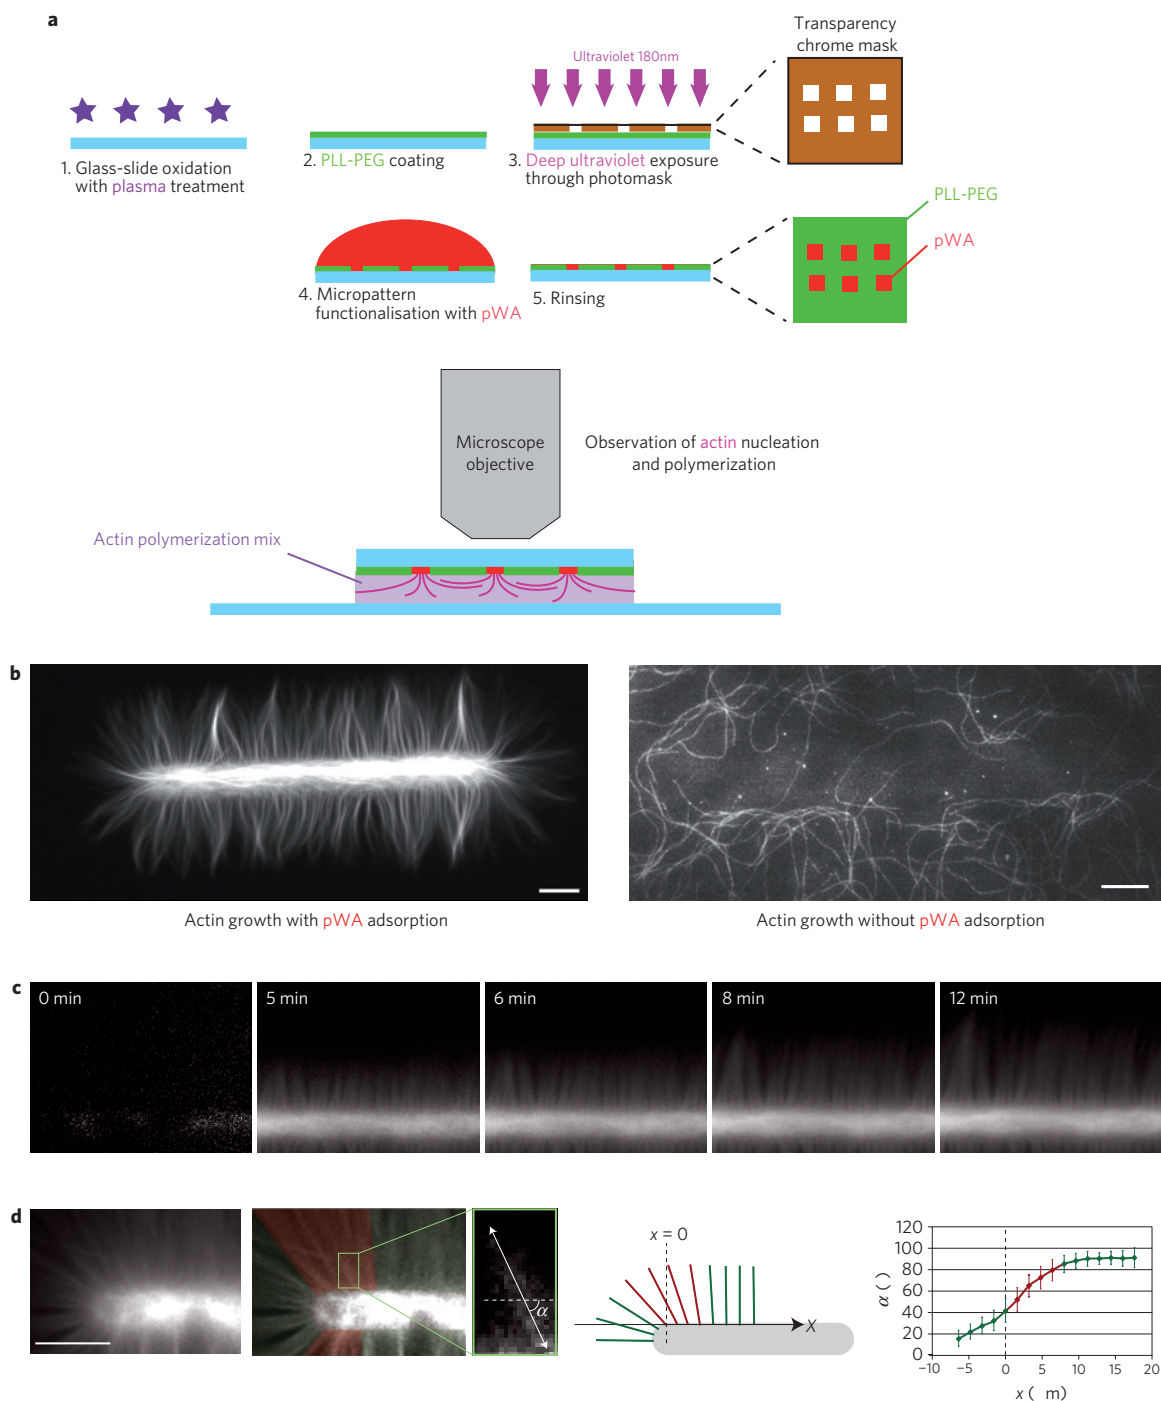 a
Transparency
chrome mask
Ultraviolet 180nm
1. Glass-slide oxidation
with plasma treatment
2. PLL-PEG coating
3. Deep ultraviolet exposure
through photomask
PLL-PEG
pWA
4. Micropattern
functionalisation with pWA
5. Rinsing
Microscope
objective
Observation of actin nucleation
and polymerization
Actin polymerization mix
b
Actin growth with pWA adsorption
Actin growth without pWA adsorption
c
0 min
5 min
6 min
8 min
12 min
d
α
x = 0
X
120
100
80
60
40
20
0
α ( )
−10 −5 0 5 10 15 20
x ( m)